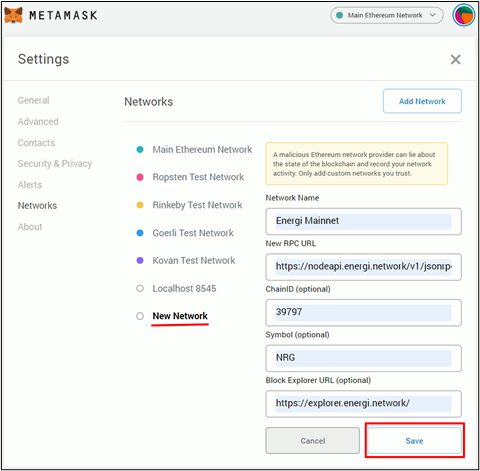 METAMASK
Main Ethereum Network
Settings
General
Advanced
Contacts
Security & Privacy
Alerts
Networks
About
Networks
Add Network
Main Ethereum Network
Ropsten Test Network
Rinkeby Test Network
Goerli Test Network
Kovan Test Network
Localhost 8545
New Network
A malicious Ethereum network provider can lie about
the state of the blockchain and record your network
activity. Only add custom networks you trust.
Network Name
Energi Mainnet
New RPC URL
https://nodeapi.energi.network/v1/jsonrp
ChainID (optional)
39797
Symbol (optional)
NRG
Block Explorer URL (optional)
https://explorer.energi.network/
Cancel
Save